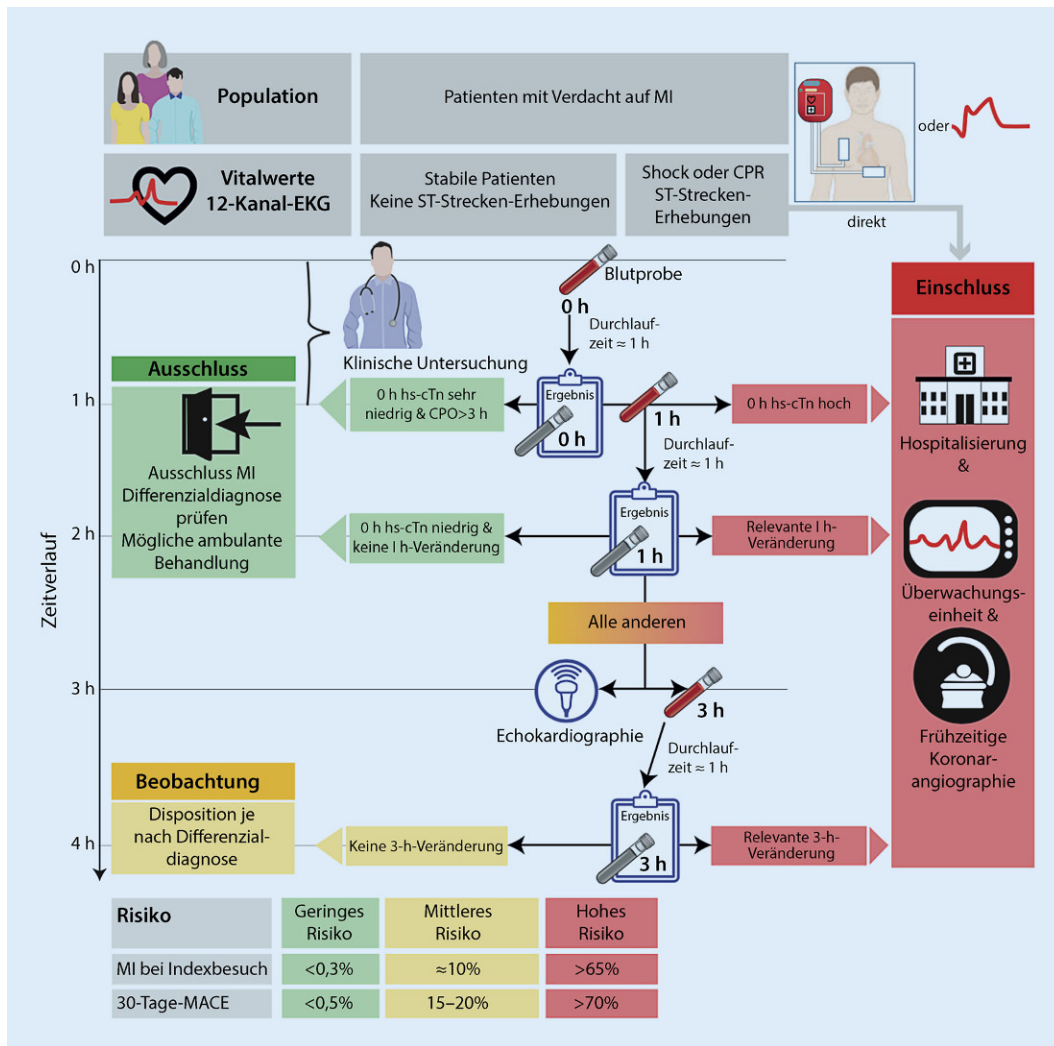 Population
Patienten mit Verdacht auf MI
oder
Vitalwerte
12-Kanal-EKG
Stabile Patienten
Keine ST-Strecken-Erhebungen
Shock oder CPR
ST-Strecken-
Erhebungen
direkt
0 h
Blutprobe
0 h
Einschluss
Durchlauf-
zeit ≈ 1 h
Klinische Untersuchung
Ausschluss
1 h
0 h hs-cTn sehr
niedrig & CPO>3 h
Ergebnis
0 h
1 h
0 h hs-cTn hoch
Hospitalisierung
&
Durchlauf-
zeit ≈ 1 h
Ausschluss MI
Differenzialdiagnose
prüfen
Mögliche ambulante
Behandlung
2 h
0 h hs-cTn niedrig &
keine I h-Veränderung
Ergebnis
1 h
Relevante I h-
Veränderung
Überwachungs-
einheit &
Zeitverlauf
Alle anderen
3 h
3 h
Echokardiographie
Durchlauf-
zeit ≈ 1 h
Frühzeitige
Koronar-
angiographie
Beobachtung
Disposition je
nach Differenzial-
diagnose
4 h
Keine 3-h-Veränderung
Ergebnis
3 h
Relevante 3-h-
Veränderung
Risiko
Geringes
Risiko
Mittleres
Risiko
Hohes
Risiko
MI bei Indexbesuch
<0,3%
≈10%
>65%
30-Tage-MACE
<0,5%
15–20%
>70%